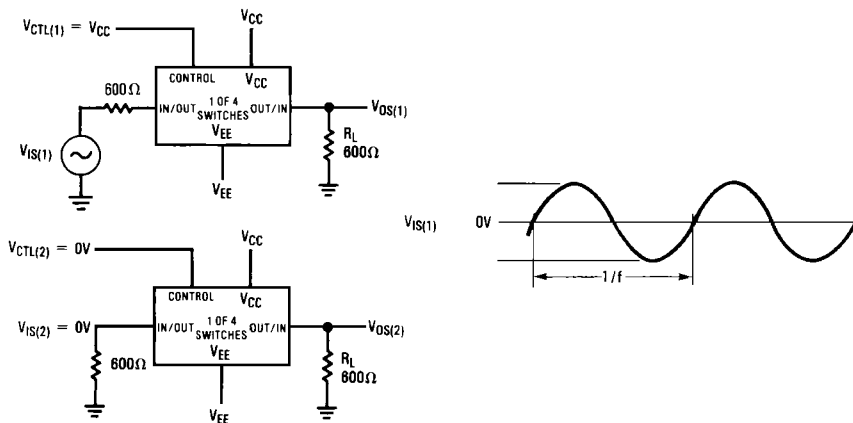 V_CTL(1) = V_CC
V_CC
CONTROL
V_CC
600Ω
IN/OUT
1 OF 4
SWITCHES
OUT/IN
V_OS(1)
V_EE
R_L
600Ω
V_IS(1)
V_EE
V_CTL(2) = 0V
V_CC
CONTROL
V_CC
V_IS(2) = 0V
IN/OUT
1 OF 4
SWITCHES
OUT/IN
V_OS(2)
V_EE
600Ω
R_L
600Ω
V_EE
V_IS(1)
0V
1/f